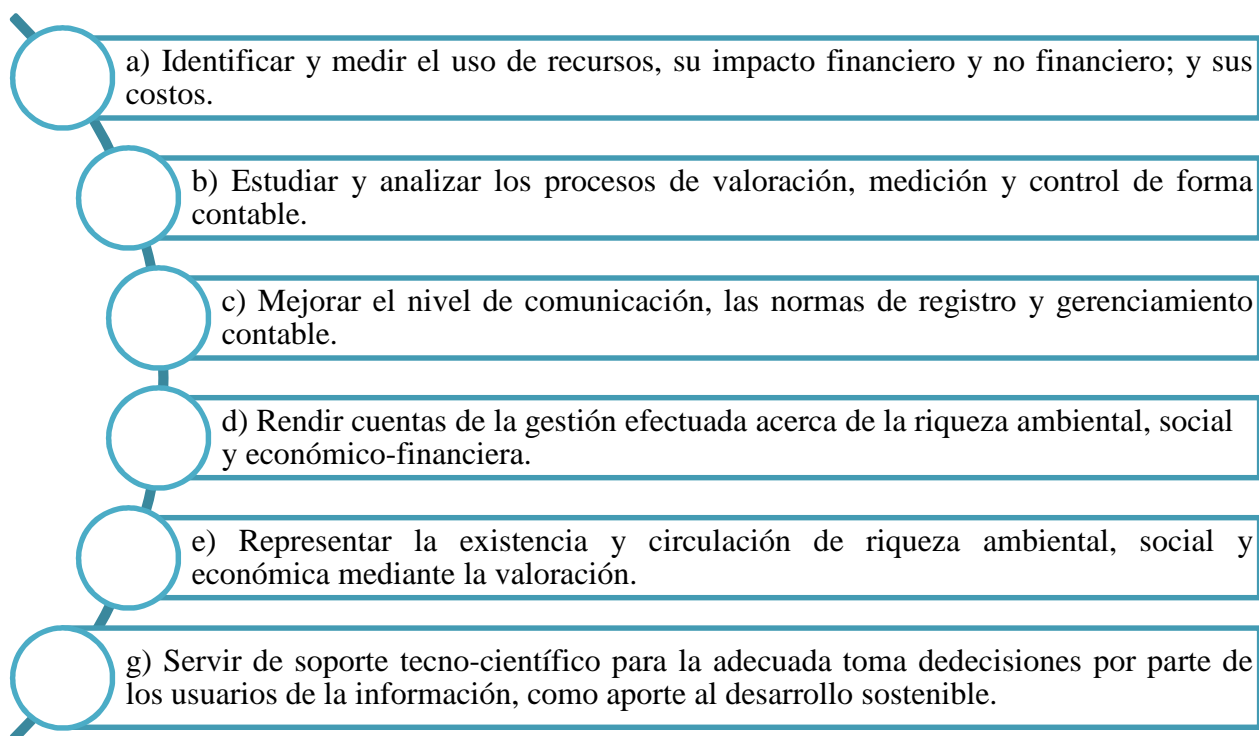 a) Identificar y medir el uso de recursos, su impacto financiero y no financiero; y sus
costos.
b) Estudiar y analizar los procesos de valoración, medición y control de forma
contable.
c) Mejorar el nivel de comunicación, las normas de registro y gerenciamiento
contable.
d) Rendir cuentas de la gestión efectuada acerca de la riqueza ambiental, social
y económico-financiera.
e) Representar la existencia y circulación de riqueza ambiental, social y
económica mediante la valoración.
g) Servir de soporte tecno-científico para la adecuada toma dedecisiones por parte de
los usuarios de la información, como aporte al desarrollo sostenible.